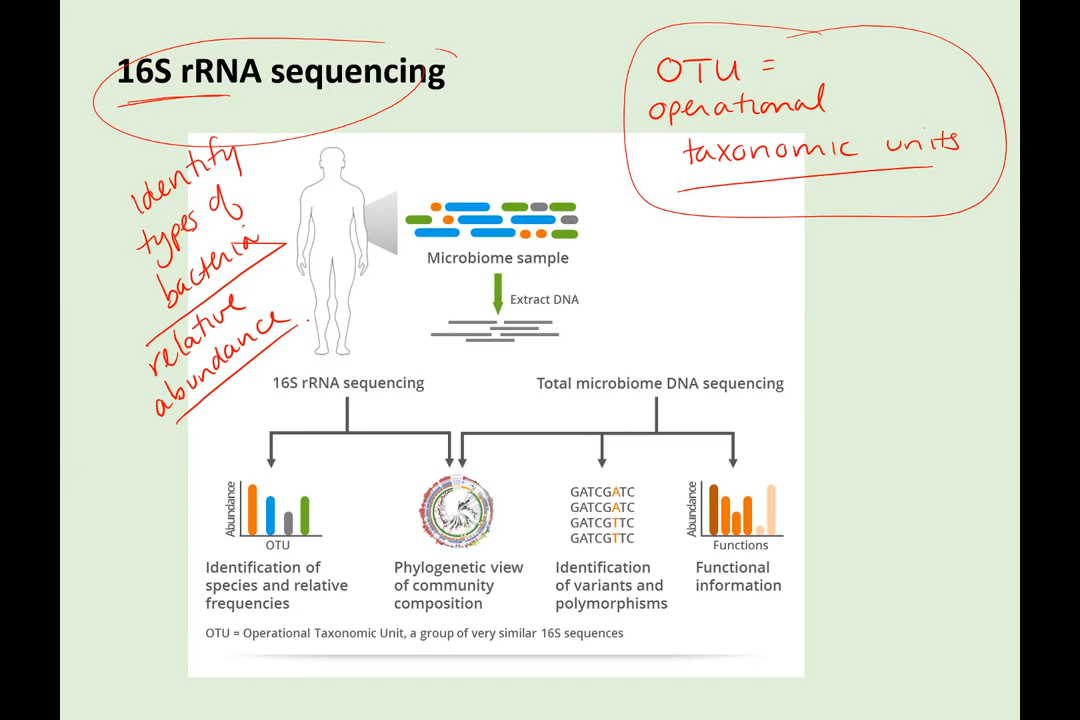 16S rRNA sequencing
OTU =
operational
taxonomic units
Identify
types of
bacteria
relative
abundance
Microbiome sample
Extract DNA
16S rRNA sequencing
Total microbiome DNA sequencing
Abundance
OTU
Identification of
species and relative
frequencies
Phylogenetic view
of community
composition
GATCGATC
GATCGATC
GATCGTTC
GATCGTTC
Identification
of variants and
polymorphisms
Abundance
Functions
Functional
information
OTU = Operational Taxonomic Unit, a group of very similar 16S sequences